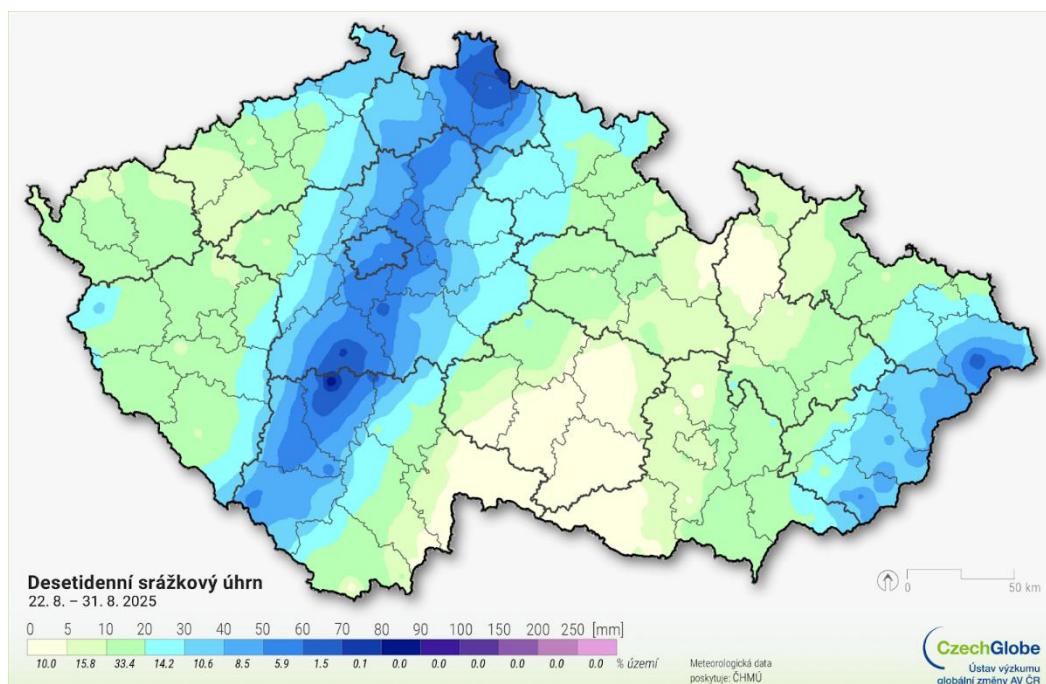 Desetidenní srážkový úhrn
22. 8. – 31. 8. 2025
0 5 10 20 30 40 50 60 70 80 90 100 150 200 250 [mm]
10.0 15.8 33.4 14.2 10.6 8.5 5.9 1.5 0.1 0.0 0.0 0.0 0.0 0.0 % území
Meteorologická data
poskytuje: ČHMÚ
0 50 km
CzechGlobe
Ústav výzkumu
globální změny AV ČR